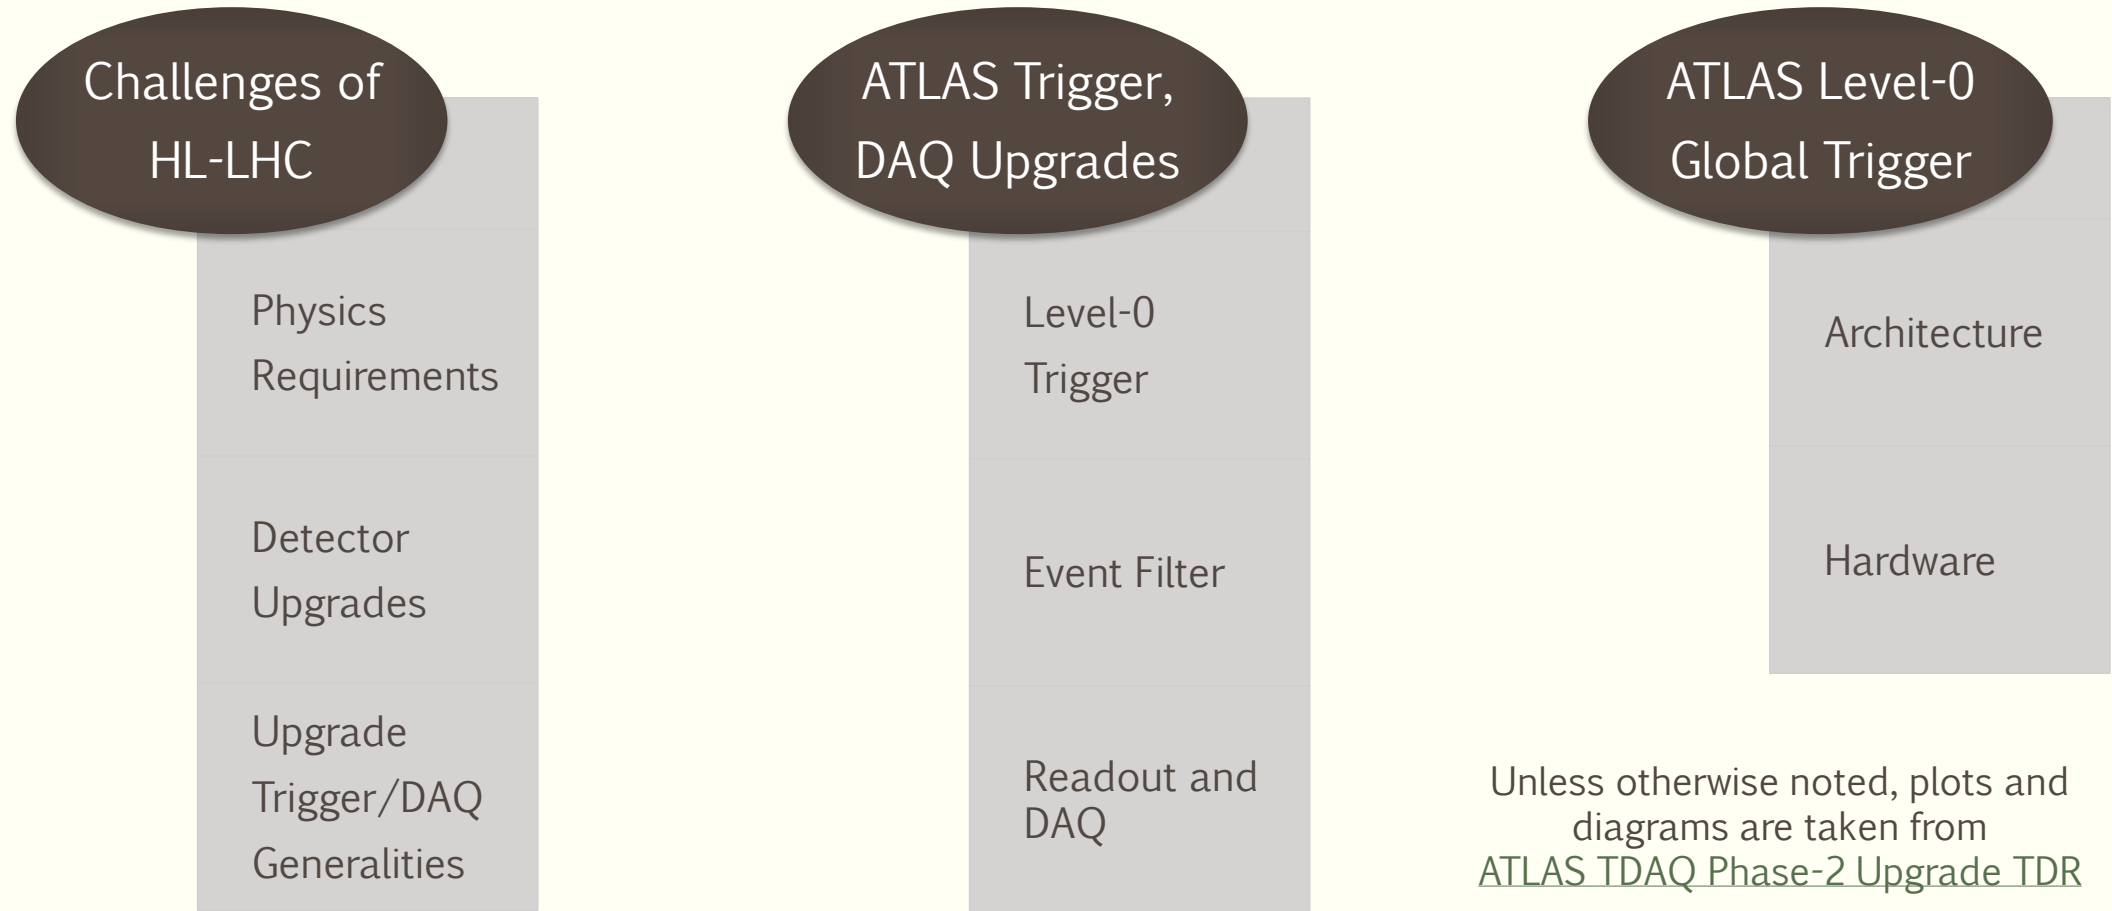 Challenges of
HL-LHC
Physics
Requirements
Detector
Upgrades
Upgrade
Trigger/DAQ
Generalities
ATLAS Trigger,
DAQ Upgrades
Level-0
Trigger
Event Filter
Readout and
DAQ
ATLAS Level-0
Global Trigger
Architecture
Hardware
Unless otherwise noted, plots and
diagrams are taken from
ATLAS TDAQ Phase-2 Upgrade TDR